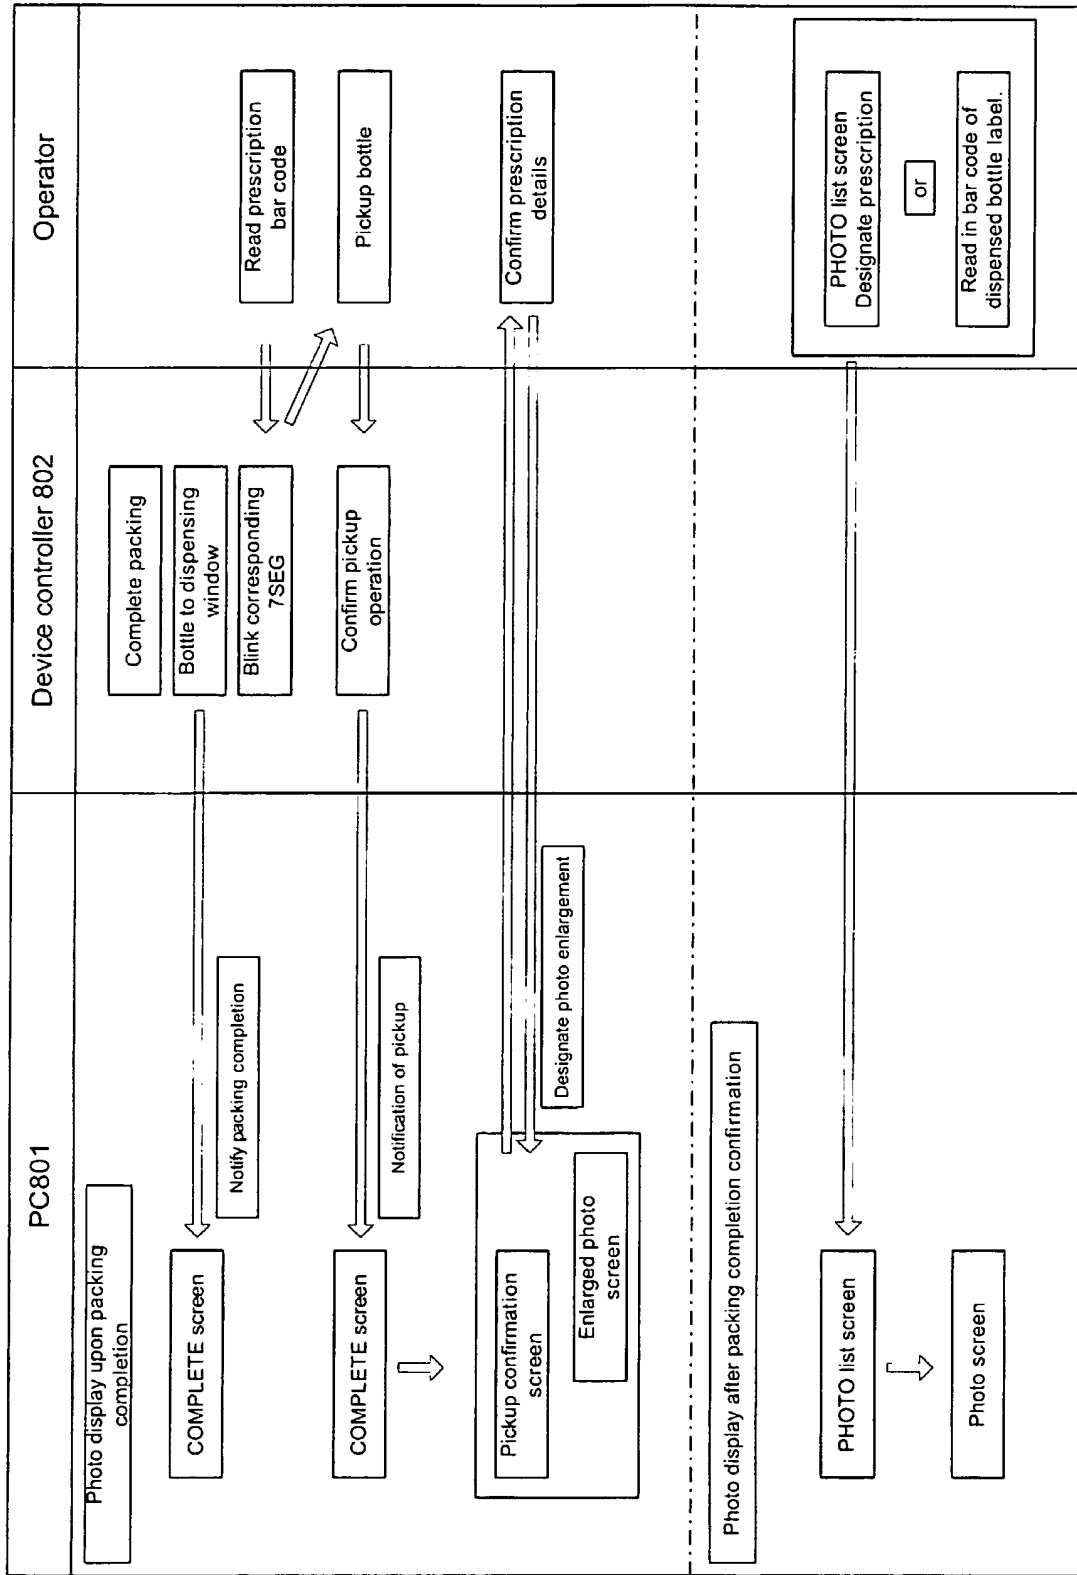 PC801
Device controller 802
Operator
Photo display upon packing
completion
Complete packing
COMPLETE screen
Notify packing completion
Bottle to dispensing
window
Blink corresponding
7SEG
Read prescription
bar code
COMPLETE screen
Notification of pickup
Confirm pickup
operation
Pickup bottle
Pickup confirmation
screen
Enlarged photo
screen
Designate photo enlargement
Confirm prescription
details
Photo display after packing completion confirmation
PHOTO list screen
PHOTO list screen
Designate prescription
or
Read in bar code of
dispensed bottle label.
Photo screen